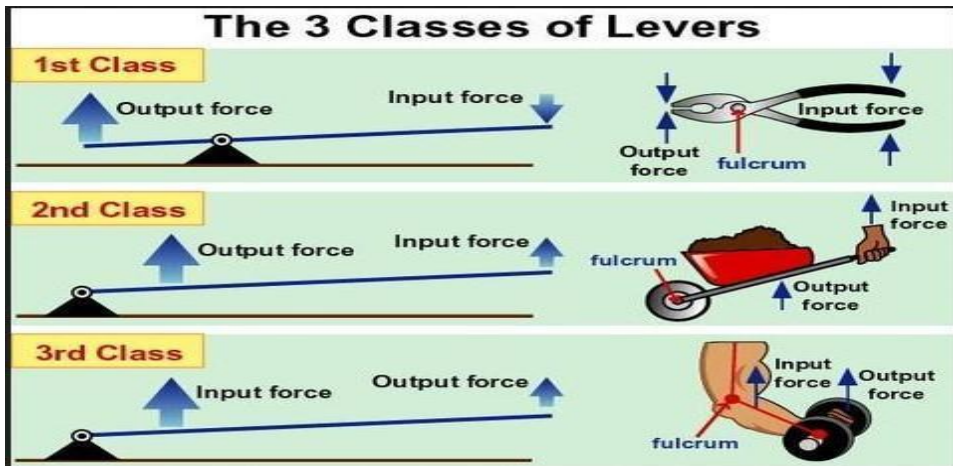 The 3 Classes of Levers
1st Class
Output force
Input force
Input force
Output
force
fulcrum
2nd Class
Output force
Input force
Input
force
fulcrum
Output
force
3rd Class
Input force
Output force
Input
force
Output
force
fulcrum